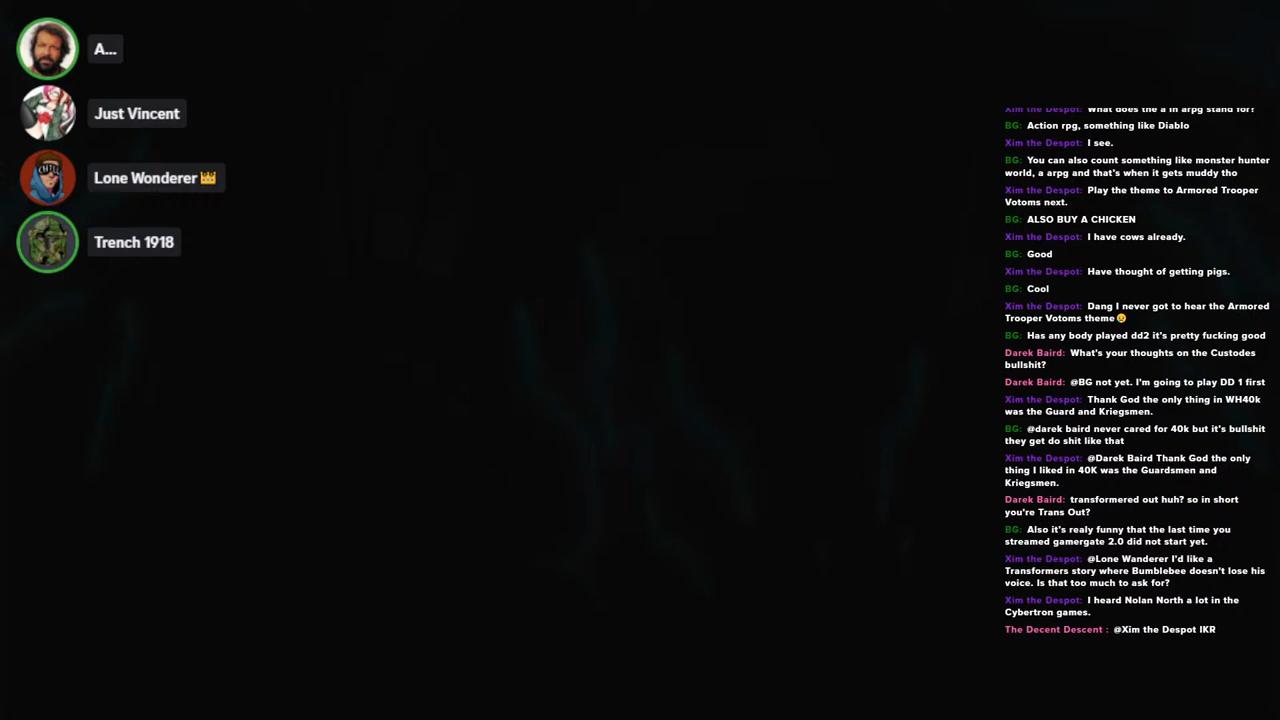 A...
Just Vincent
Lone Wonderer
Trench 1918
Xim the Despot: What does the a in arpg stand for?
BG: Action rpg, something like Diablo
Xim the Despot: I see.
BG: You can also count something like monster hunter
world, a arpg and that's when it gets muddy tho
Xim the Despot: Play the theme to Armored Trooper
Votoms next.
BG: ALSO BUY A CHICKEN
Xim the Despot: I have cows already.
BG: Good
Xim the Despot: Have thought of getting pigs.
BG: Cool
Xim the Despot: Dang I never got to hear the Armored
Trooper Votoms theme
BG: Has any body played dd2 it's pretty fucking good
Darek Baird: What's your thoughts on the Custodes
bullshit?
Darek Baird: @BG not yet. I'm going to play DD 1 first
Xim the Despot: Thank God the only thing in WH40k
was the Guard and Kriegsmen.
BG: @darek baird never cared for 40k but it's bullshit
they get do shit like that
Xim the Despot: @Darek Baird Thank God the only
thing I liked in 40K was the Guardsmen and
Kriegsmen.
Darek Baird: transformered out huh? so in short
you're Trans Out?
BG: Also it's realy funny that the last time you
streamed gamergate 2.0 did not start yet.
Xim the Despot: @Lone Wanderer I'd like a
Transformers story where Bumblebee doesn't lose his
voice. Is that too much to ask for?
Xim the Despot: I heard Nolan North a lot in the
Cybertron games.
The Decent Descent : @Xim the Despot IKR